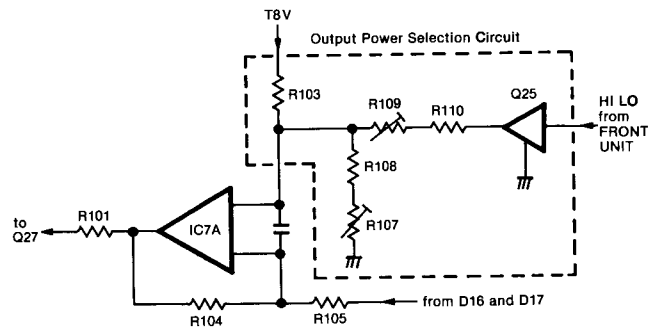 T8V
Output Power Selection Circuit
R103
R109
R110
Q25
HI LO
from
FRONT
UNIT
R108
R107
to
Q27
R101
IC7A
R104
R105
from D16 and D17